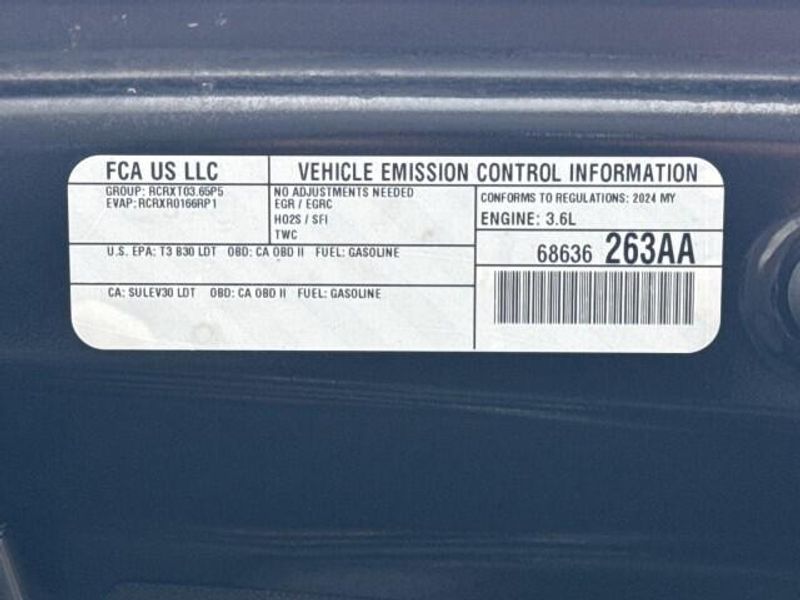 FCA US LLC
VEHICLE EMISSION CONTROL INFORMATION
GROUP: RCRXT03.65P5
EVAP: RCRXR0166RP1
NO ADJUSTMENTS NEEDED
EGR / EGRC
HO2S / SFI
TWC
CONFORMS TO REGULATIONS: 2024 MY
ENGINE: 3.6L
U.S. EPA: T3 B30 LDT OBD: CA OBD II FUEL: GASOLINE
68636 263AA
CA: SULEV30 LDT OBD: CA OBD II FUEL: GASOLINE